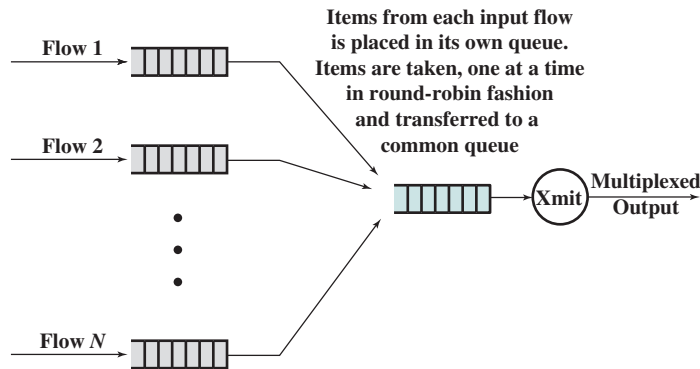 Items from each input flow
is placed in its own queue.
Items are taken, one at a time
in round-robin fashion
and transferred to a
common queue
Flow 1
Flow 2
Flow N
Xmit
Multiplexed
Output